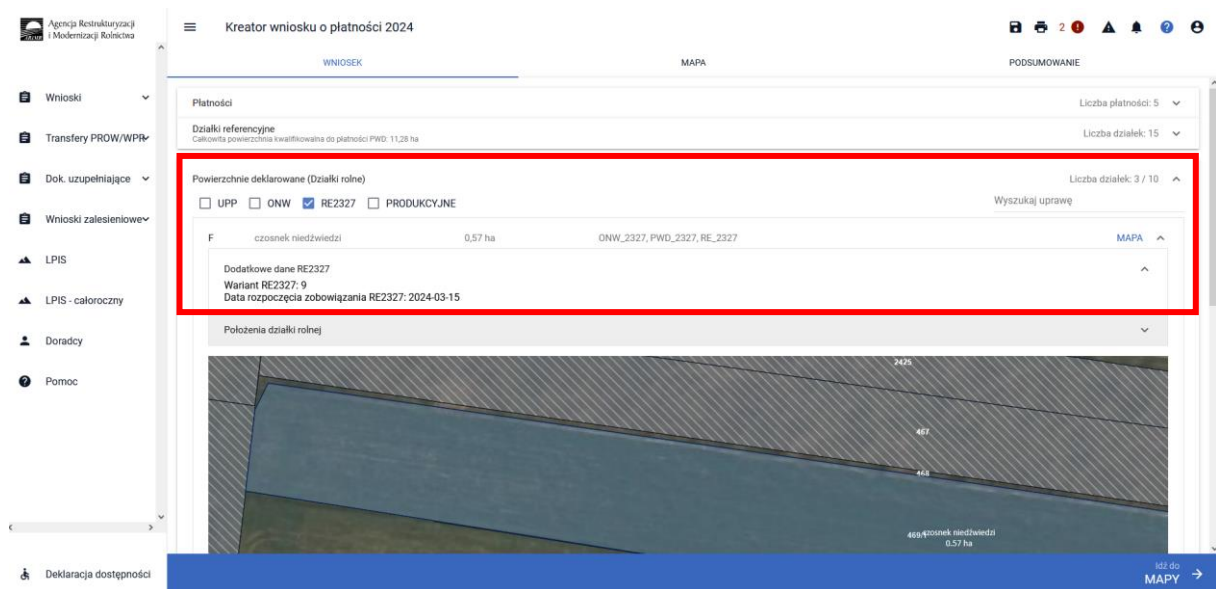 Agencja Restrukturyzacji
i Modernizacji Rolnictwa
Kreator wniosku o płatności 2024
2
WNIOSEK
MAPA
PODSUMOWANIE
Wnioski
Transfery PROW/WPR
Dok. uzupełniające
Wnioski zalesieniowe
LPIS
LPIS - całoroczny
Doradcy
Pomoc
Deklaracja dostępności
Płatności
Liczba płatności: 5
Działki referencyjne
Całkowita powierzchnia kwalifikowalna do płatności PWD: 11,28 ha
Liczba działek: 15
Powierzchnie deklarowane (Działki rolne)
Liczba działek: 3 / 10
UPP ONW RE2327 PRODUKCYJNE
Wyszukaj uprawę
F czosnek niedźwiedzi 0,57 ha ONW_2327, PWD_2327, RE_2327 MAPA
Dodatkowe dane RE2327
Wariant RE2327: 9
Data rozpoczęcia zobowiązania RE2327: 2024-03-15
Położenia działki rolnej
2425
467
468
469/1 czosnek niedźwiedzi
0.57 ha
Idź do
MAPY